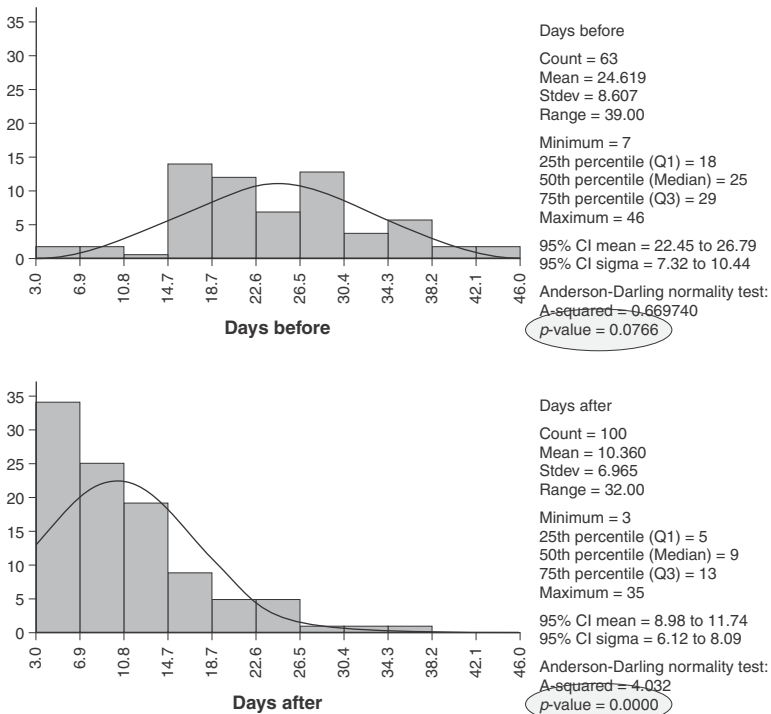 35
30
25
20
15
10
5
0
3.0 6.9 10.8 14.7 18.7 22.6 26.5 30.4 34.3 38.2 42.1 46.0
Days before
Days before
Count = 63
Mean = 24.619
Stdev = 8.607
Range = 39.00
Minimum = 7
25th percentile (Q1) = 18
50th percentile (Median) = 25
75th percentile (Q3) = 29
Maximum = 46
95% CI mean = 22.45 to 26.79
95% CI sigma = 7.32 to 10.44
Anderson-Darling normality test:
A-squared = 0.669740
p-value = 0.0766
35
30
25
20
15
10
5
0
3.0 6.9 10.8 14.7 18.7 22.6 26.5 30.4 34.3 38.2 42.1 46.0
Days after
Days after
Count = 100
Mean = 10.360
Stdev = 6.965
Range = 32.00
Minimum = 3
25th percentile (Q1) = 5
50th percentile (Median) = 9
75th percentile (Q3) = 13
Maximum = 35
95% CI mean = 8.98 to 11.74
95% CI sigma = 6.12 to 8.09
Anderson-Darling normality test:
A-squared = 4.032
p-value = 0.0000